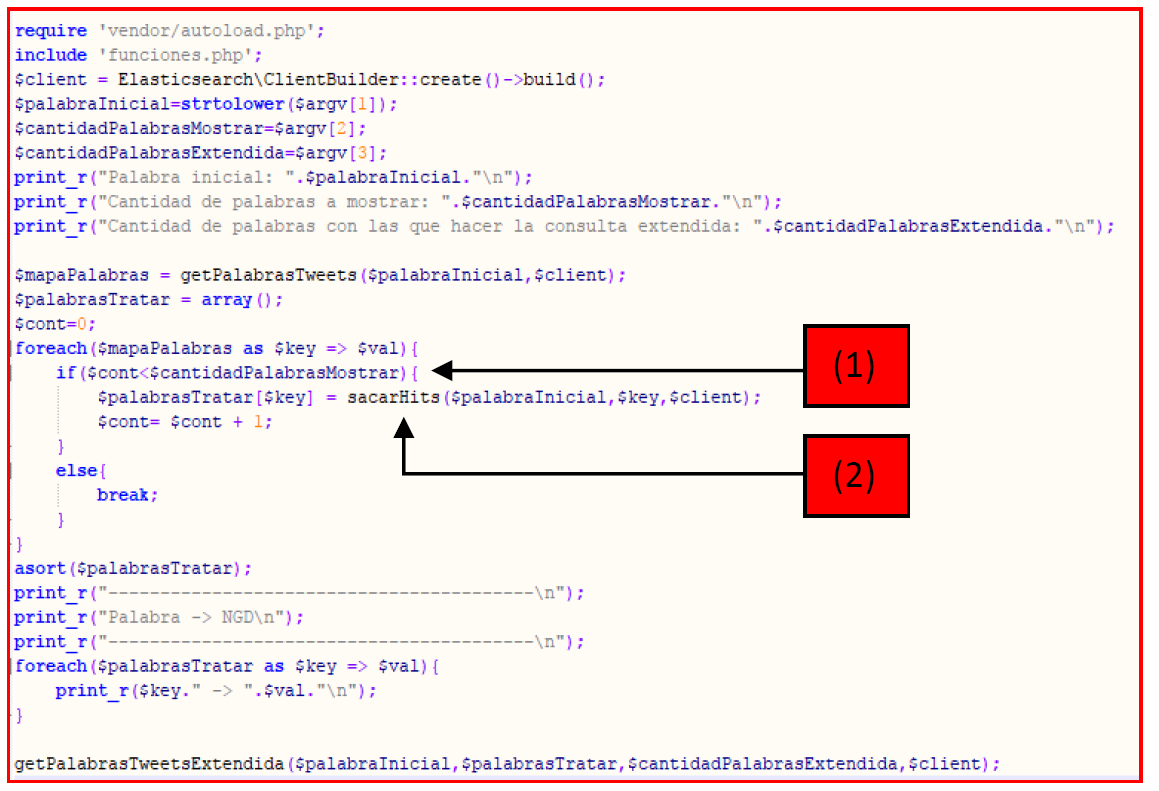 require 'vendor/autoload.php';
include 'funciones.php';
$client = Elasticsearch\ClientBuilder::create()->build();
$palabraInicial=strtolower($argv[1]);
$cantidadPalabrasMostrar=$argv[2];
$cantidadPalabrasExtendida=$argv[3];
print_r("Palabra inicial: ".$palabraInicial."\n");
print_r("Cantidad de palabras a mostrar: ".$cantidadPalabrasMostrar."\n");
print_r("Cantidad de palabras con las que hacer la consulta extendida: ".$cantidadPalabrasExtendida."\n");
$mapaPalabras = getPalabrasTweets($palabraInicial,$client);
$palabrasTratar = array();
$cont=0;
foreach($mapaPalabras as $key => $val){
if($cont<$cantidadPalabrasMostrar){
(1)
$palabrasTratar[$key] = sacarHits($palabraInicial,$key,$client);
$cont= $cont + 1;
}
else{
(2)
break;
}
}
asort($palabrasTratar);
print_r("-----------------------------------------\n");
print_r("Palabra -> NGD\n");
print_r("-----------------------------------------\n");
foreach($palabrasTratar as $key => $val){
print_r($key." -> ".$val."\n");
}
getPalabrasTweetsExtendida($palabraInicial,$palabrasTratar,$cantidadPalabrasExtendida,$client);